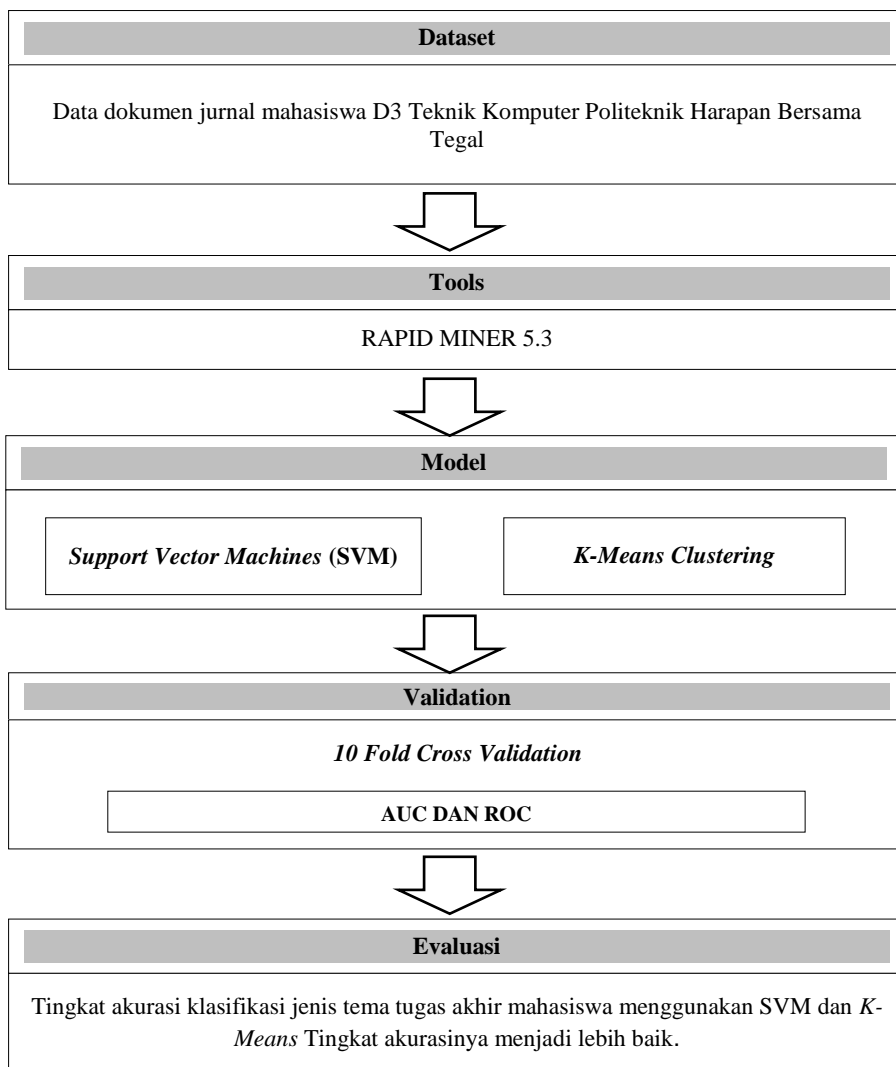 Dataset
Data dokumen jurnal mahasiswa D3 Teknik Komputer Politeknik Harapan Bersama
Tegal
Tools
RAPID MINER 5.3
Model
Support Vector Machines (SVM)
K-Means Clustering
Validation
10 Fold Cross Validation
AUC DAN ROC
Evaluasi
Tingkat akurasi klasifikasi jenis tema tugas akhir mahasiswa menggunakan SVM dan K-
Means Tingkat akurasinya menjadi lebih baik.